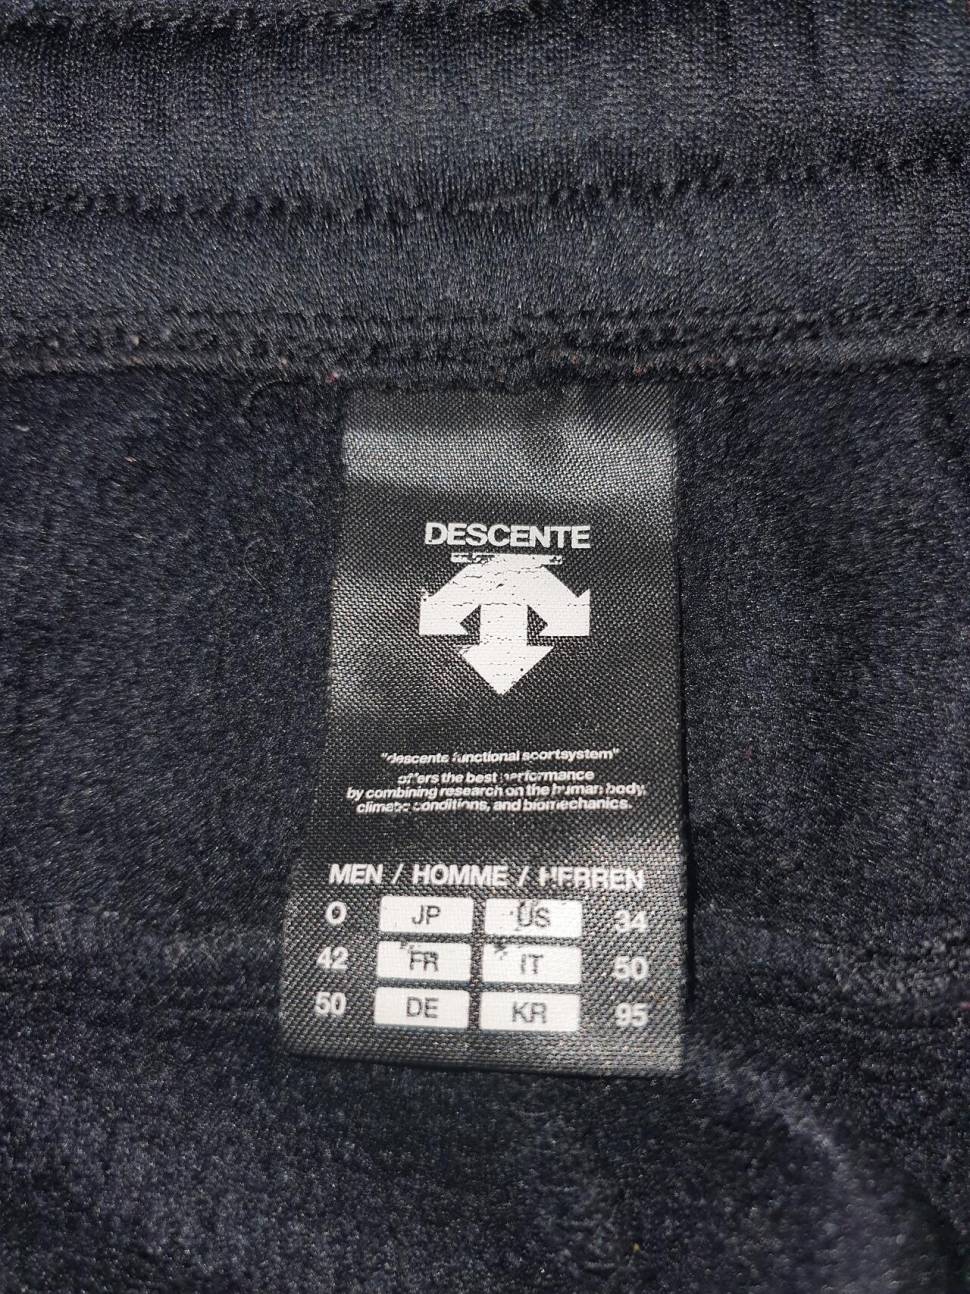 DESCENTE
"descente functional sportsystem"
offers the best performance
by combining research on the human body,
climatic conditions, and biomechanics.
MEN / HOMME / HERREN
O JP US 34
42 FR IT 50
50 DE KR 95